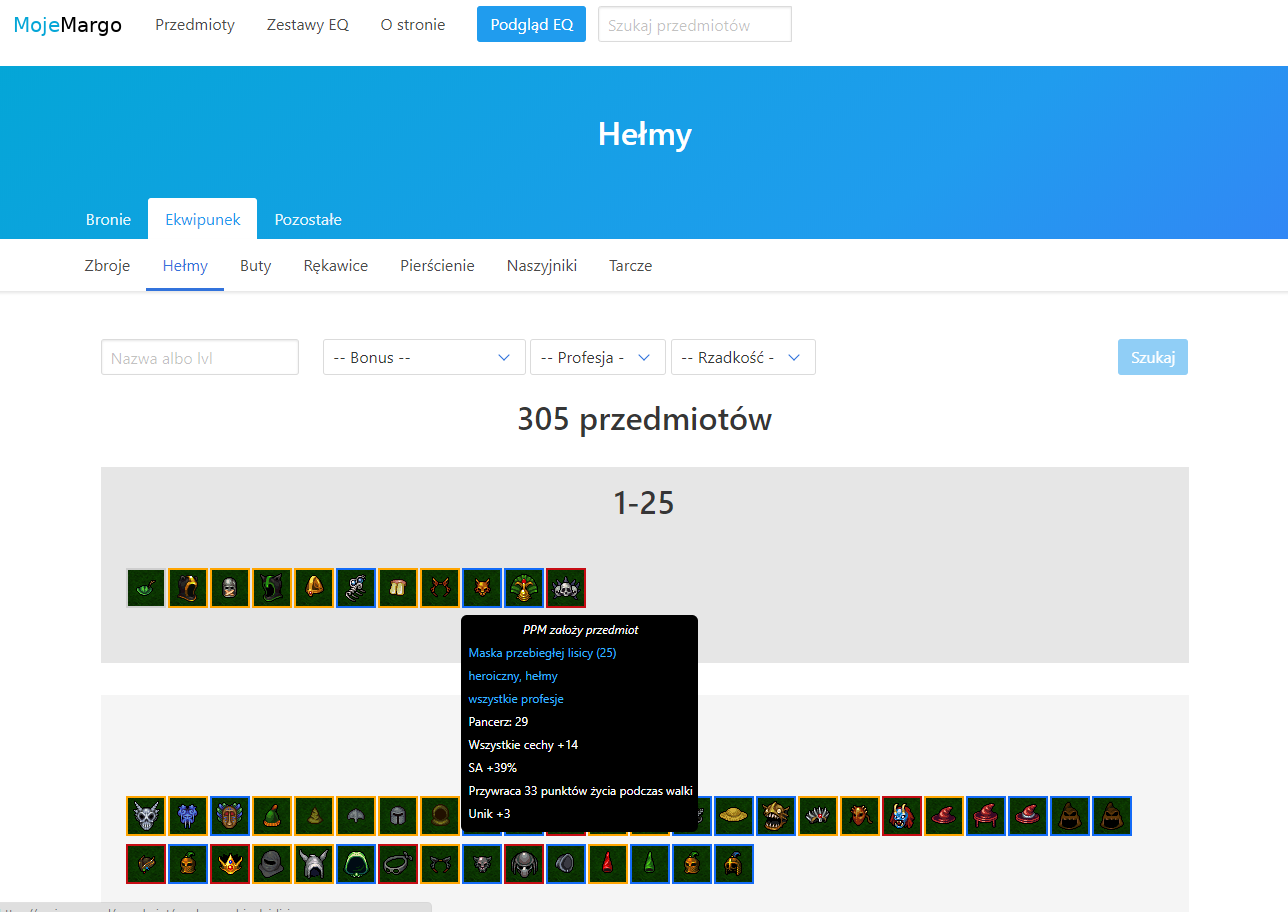 MojeMargo Przedmioty Zestawy EQ O stronie Podgląd EQ Szukaj przedmiotów
Hełmy
Bronie Ekwipunek Pozostałe
Zbroje Hełmy Buty Rękawice Pierścienie Naszyjniki Tarcze
Nazwa albo lvl -- Bonus -- -- Profesja - -- Rzadkość - Szukaj
305 przedmiotów
1-25
PPM założy przedmiot
Maska przebiegłej lisicy (25)
heroiczny, hełmy
wszystkie profesje
Pancerz: 29
Wszystkie cechy +14
SA +39%
Przywraca 33 punktów życia podczas walki
Unik +3